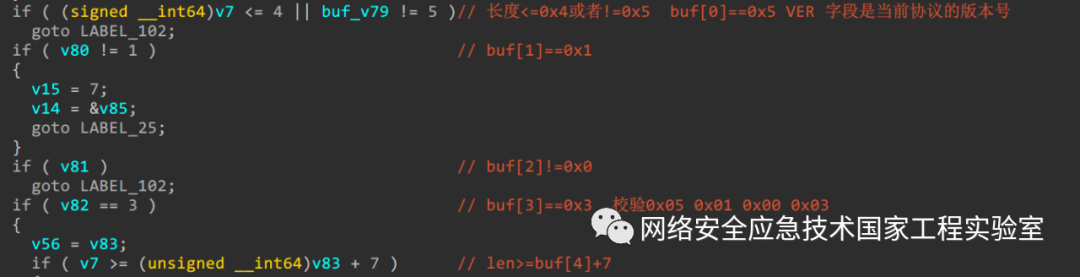 if ( (signed __int64)v7 <= 4 || buf_v79 != 5 )// 长度<=0x4或者!=0x5  buf[0]==0x5 VER 字段是当前协议的版本号
  goto LABEL_102;
if ( v80 != 1 )                // buf[1]==0x1
{
  v15 = 7;
  v14 = &v85;
  goto LABEL_25;
}
if ( v81 )                     // buf[2]!=0x0
  goto LABEL_102;
if ( v82 == 3 )                // buf[3]==0x3  校验0x05 0x01 0x00 0x03
{
网络安全应急技术国家工程实验室
  v56 = v83;
  if ( v7 >= (unsigned __int64)v83 + 7 )      // len>=buf[4]+7